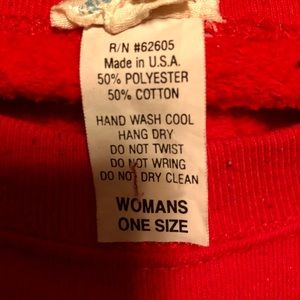 R/N #62605
Made in U.S.A.
50% POLYESTER
50% COTTON
HAND WASH COOL
HANG DRY
DO NOT TWIST
DO NOT WRING
DO NOT DRY CLEAN
WOMANS
ONE SIZE